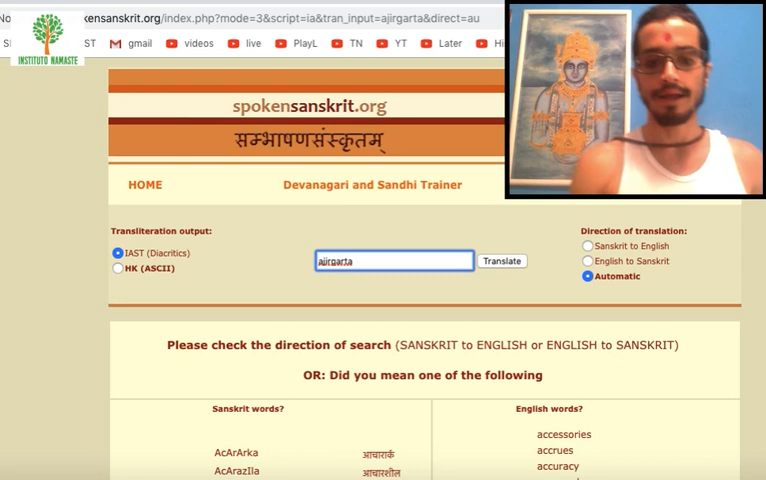 kensanskrit.org/index.php?mode=3&script=ia&tran_input=ajirgarta&direct=au
ST gmail videos live PlayL TN YT Later Hi
INSTITUTO NAMASTE
spokensanskrit.org
सम्भाषणसंस्कृतम्
HOME Devanagari and Sandhi Trainer
Transliteration output:
IAST (Diacritics)
HK (ASCII)
ajirgarta
Translate
Direction of translation:
Sanskrit to English
English to Sanskrit
Automatic
Please check the direction of search (SANSKRIT to ENGLISH or ENGLISH to SANSKRIT)
OR: Did you mean one of the following
Sanskrit words? English words?
AcArArka आचारार्क
AcArazIla आचारशील
accessories
accrues
accuracy